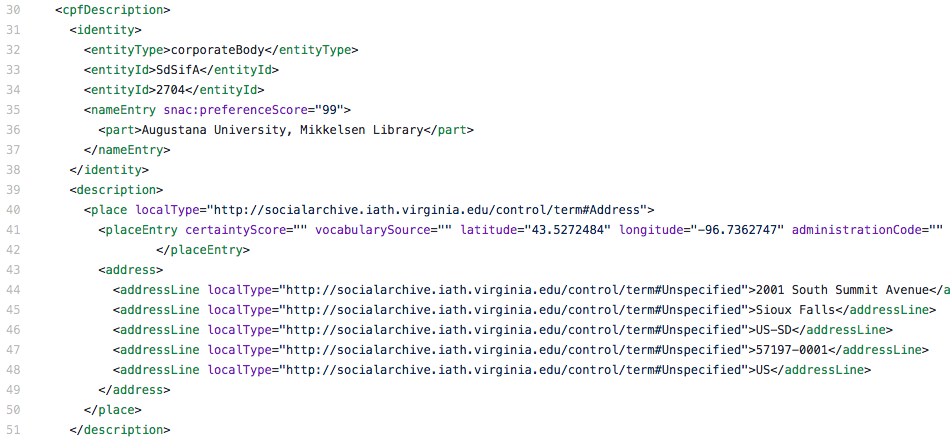 30 <cpfDescription>
31 <identity>
32 <entityType>corporateBody</entityType>
33 <entityId>SdSifA</entityId>
34 <entityId>2704</entityId>
35 <nameEntry snac:preferenceScore="99">
36 <part>Augustana University, Mikkelsen Library</part>
37 </nameEntry>
38 </identity>
39 <description>
40 <place localType="http://socialarchive.iath.virginia.edu/control/term#Address">
41 <placeEntry certaintyScore="" vocabularySource="" latitude="43.5272484" longitude="-96.7362747" administrationCode=""
42 </placeEntry>
43 <address>
44 <addressLine localType="http://socialarchive.iath.virginia.edu/control/term#Unspecified">2001 South Summit Avenue</a
45 <addressLine localType="http://socialarchive.iath.virginia.edu/control/term#Unspecified">Sioux Falls</addressLine>
46 <addressLine localType="http://socialarchive.iath.virginia.edu/control/term#Unspecified">US-SD</addressLine>
47 <addressLine localType="http://socialarchive.iath.virginia.edu/control/term#Unspecified">57197-0001</addressLine>
48 <addressLine localType="http://socialarchive.iath.virginia.edu/control/term#Unspecified">US</addressLine>
49 </address>
50 </place>
51 </description>